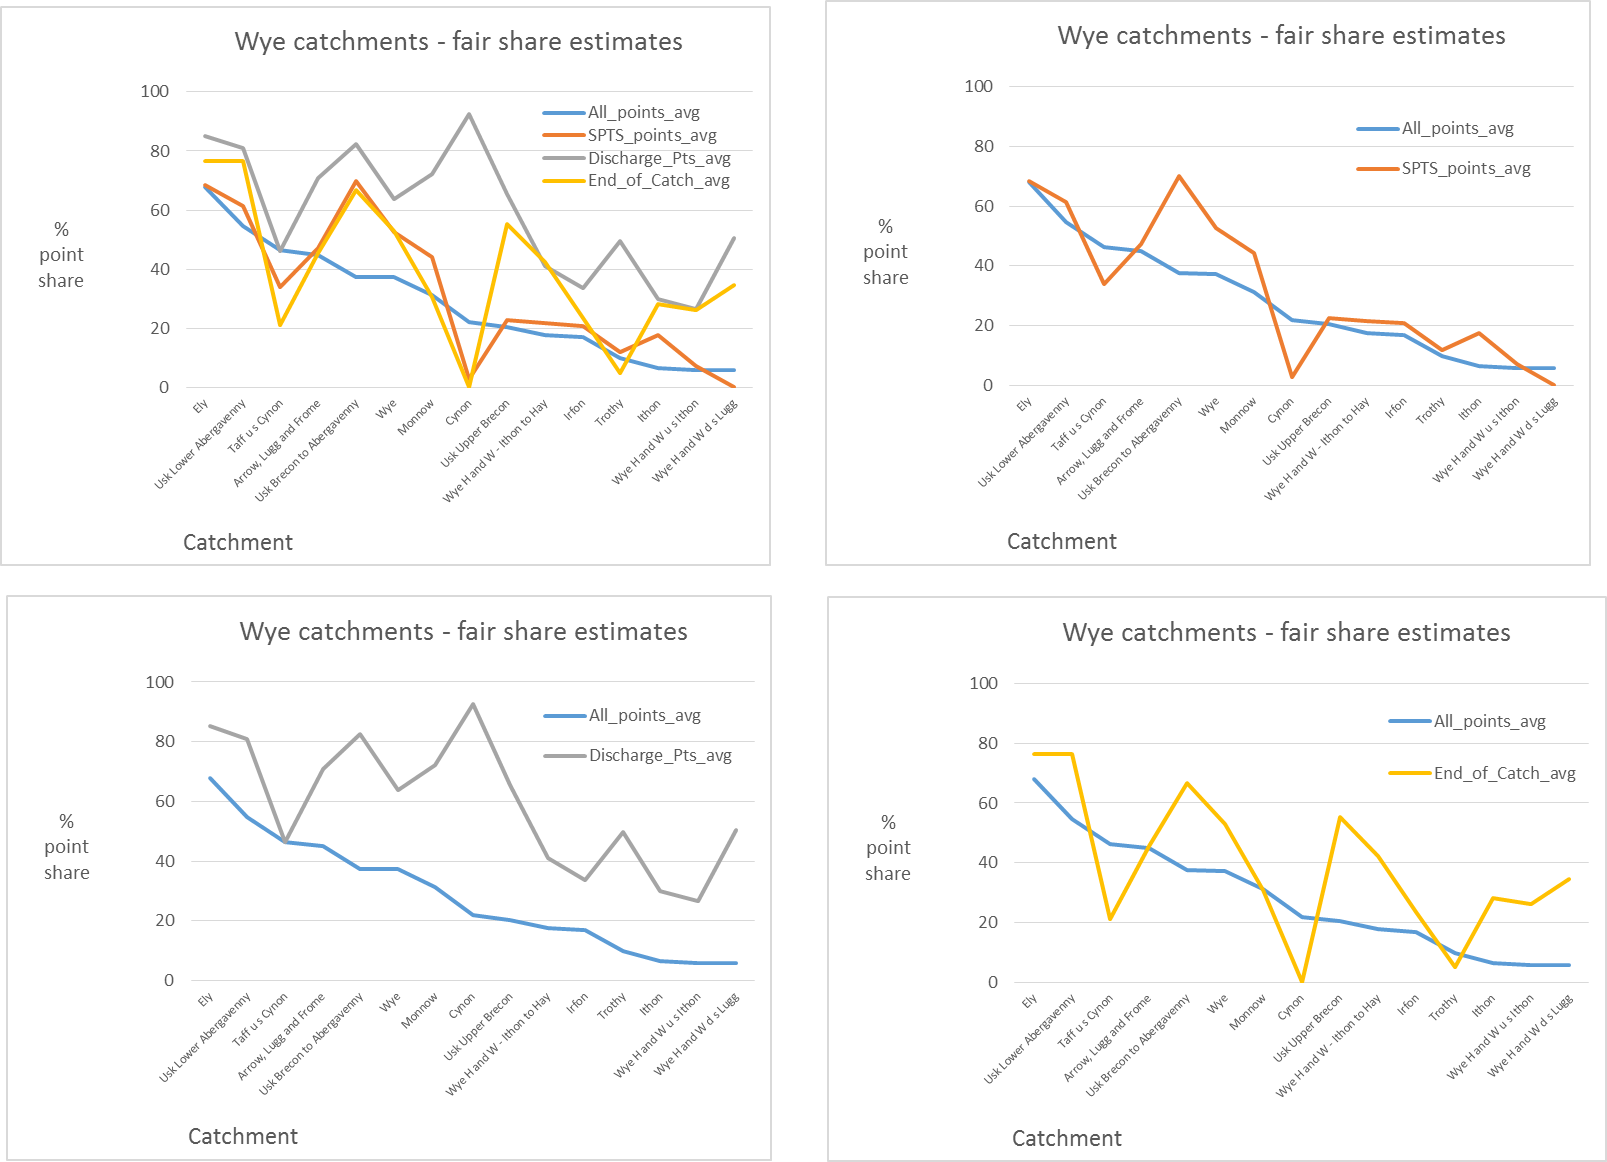 Wye catchments - fair share estimates
100
80
60
40
20
0
%
point
share
All_points_avg
SPTS_points_avg
Discharge_Pts_avg
End_of_Catch_avg
Ely
Usk Lower Abergavenny
Taff u s Cynon
Arrow, Lugg and Frome
Usk Brecon to Abergavenny
Wye
Monnow
Cynon
Usk Upper Brecon
Wye H and W - Ithon to Hay
Irfon
Trothy
Ithon
Wye H and W u s Ithon
Wye H and W d s Lugg
Catchment
Wye catchments - fair share estimates
100
80
60
40
20
0
%
point
share
All_points_avg
SPTS_points_avg
Ely
Usk Lower Abergavenny
Taff u s Cynon
Arrow, Lugg and Frome
Usk Brecon to Abergavenny
Wye
Monnow
Cynon
Usk Upper Brecon
Wye H and W - Ithon to Hay
Irfon
Trothy
Ithon
Wye H and W u s Ithon
Wye H and W d s Lugg
Catchment
Wye catchments - fair share estimates
100
80
60
40
20
0
%
point
share
All_points_avg
Discharge_Pts_avg
Ely
Usk Lower Abergavenny
Taff u s Cynon
Arrow, Lugg and Frome
Usk Brecon to Abergavenny
Wye
Monnow
Cynon
Usk Upper Brecon
Wye H and W - Ithon to Hay
Irfon
Trothy
Ithon
Wye H and W u s Ithon
Wye H and W d s Lugg
Catchment
Wye catchments - fair share estimates
100
80
60
40
20
0
%
point
share
All_points_avg
End_of_Catch_avg
Ely
Usk Lower Abergavenny
Taff u s Cynon
Arrow, Lugg and Frome
Usk Brecon to Abergavenny
Wye
Monnow
Cynon
Usk Upper Brecon
Wye H and W - Ithon to Hay
Irfon
Trothy
Ithon
Wye H and W u s Ithon
Wye H and W d s Lugg
Catchment